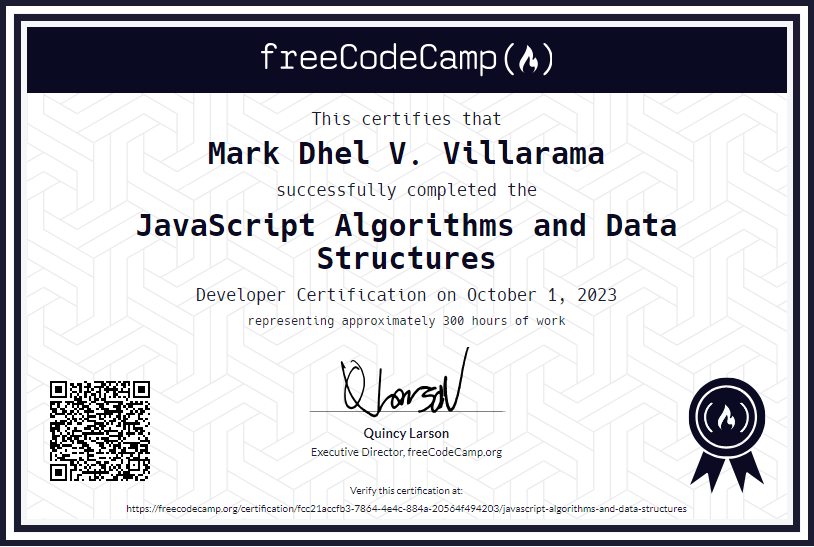 freeCodeCamp
This certifies that
Mark Dhel V. Villarama
successfully completed the
JavaScript Algorithms and Data
Structures
Developer Certification on October 1, 2023
representing approximately 300 hours of work
QLarson
Quincy Larson
Executive Director, freeCodeCamp.org
Verify this certification at:
https://freecodecamp.org/certification/fcc21accfb3-7864-4e4c-884a-20564f494203/javascript-algorithms-and-data-structures